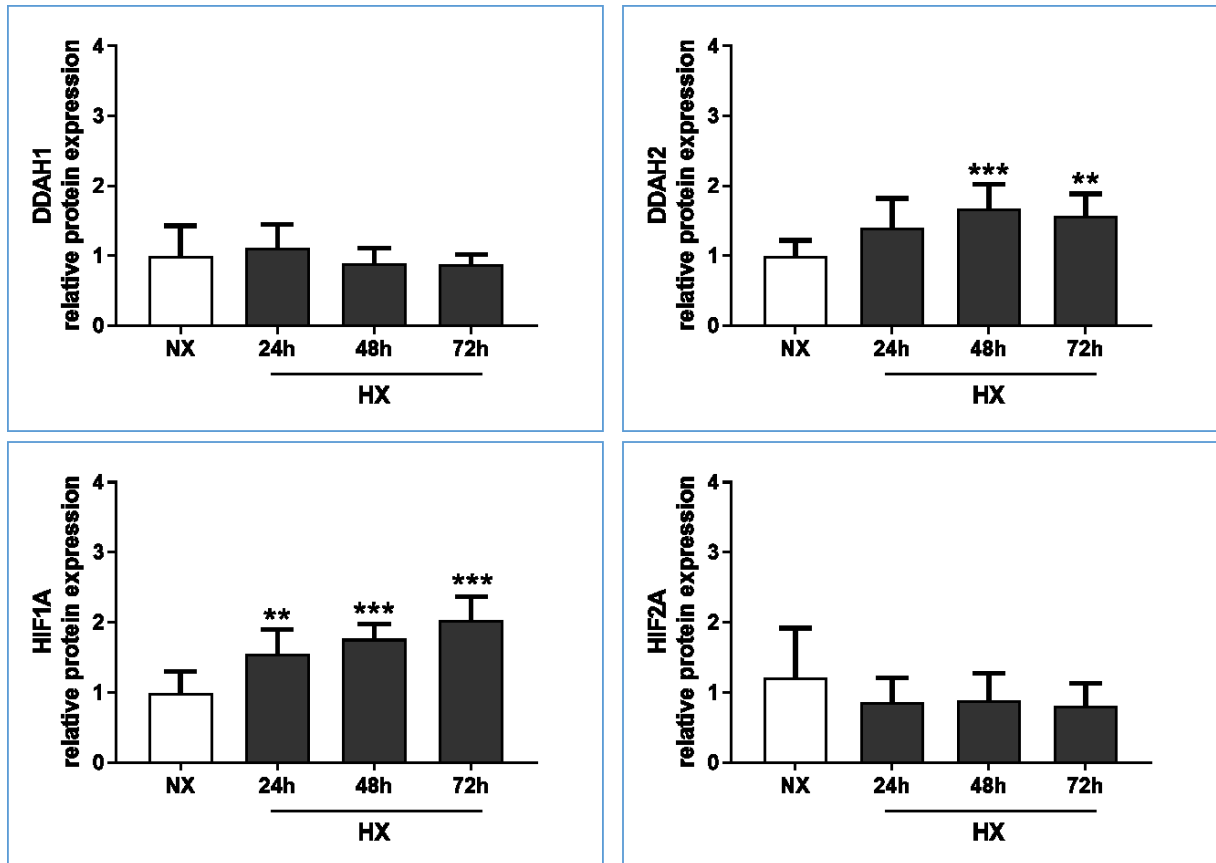 DDAH1
relative protein expression
4
3
2
1
0
NX 24h 48h 72h
HX
DDAH2
relative protein expression
4
3
2
1
0
*** **
NX 24h 48h 72h
HX
HIF1A
relative protein expression
4
3
2
1
0
** *** ***
NX 24h 48h 72h
HX
HIF2A
relative protein expression
4
3
2
1
0
NX 24h 48h 72h
HX